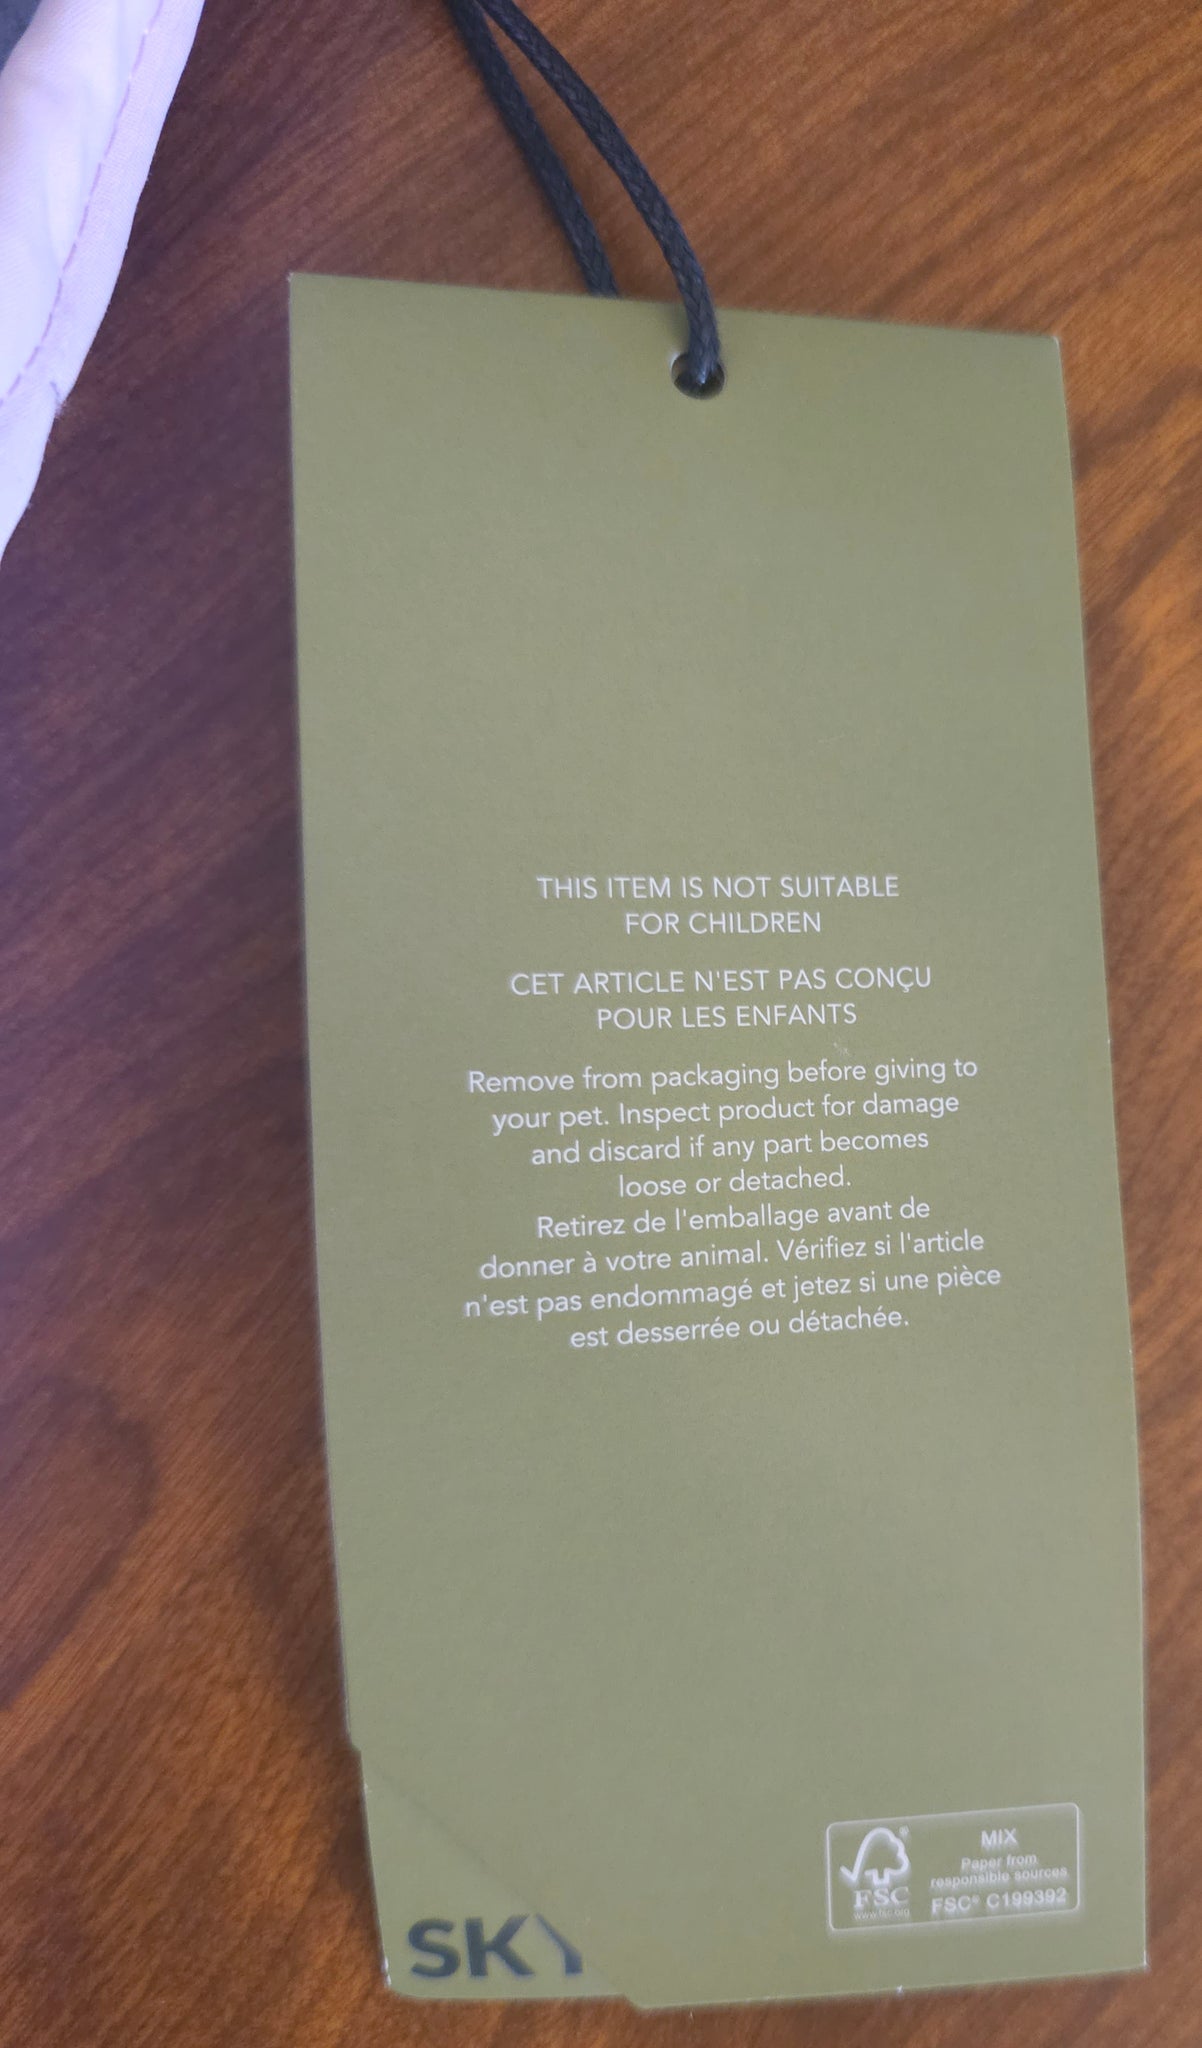 THIS ITEM IS NOT SUITABLE
FOR CHILDREN
CET ARTICLE N'EST PAS CONÇU
POUR LES ENFANTS
Remove from packaging before giving to
your pet. Inspect product for damage
and discard if any part becomes
loose or detached.
Retirez de l'emballage avant de
donner à votre animal. Vérifiez si l'article
n'est pas endommagé et jetez si une pièce
est desserrée ou détachée.
MIX
Paper from
responsible sources
FSC® C199392
FSC
www.fsc.org